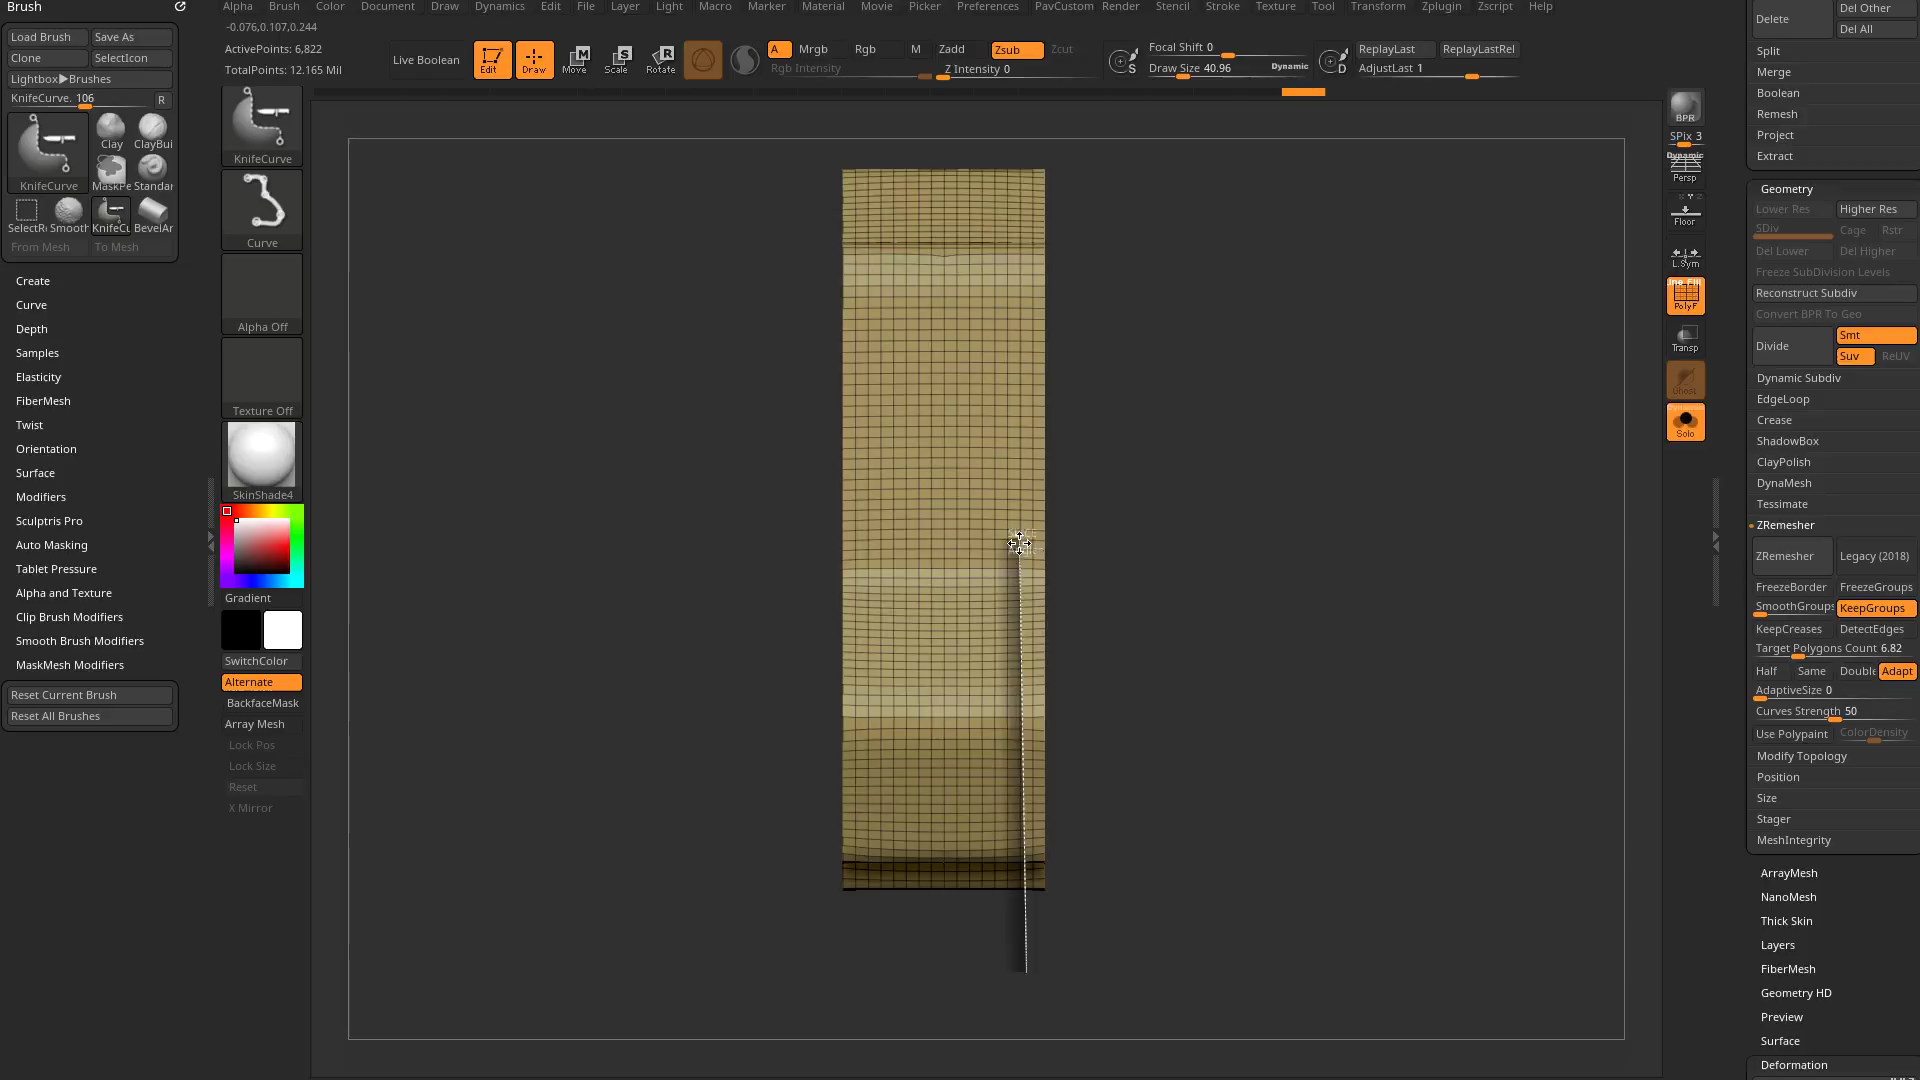 Brush
Alpha Brush Color Document Draw Dynamics Edit File Layer Light Macro Marker Material Movie Picker Preferences PavCustom Render Stencil Stroke Texture Tool Transform Zplugin Zscript Help
-0.076,0.107,0.244
ActivePoints: 6,822
TotalPoints: 12.165 Mil
Live Boolean
Edit
Draw
Move
Scale
Rotate
A
Mrgb
Rgb
M
Zadd
Zsub
Zcut
Rgb Intensity
Z Intensity 0
Focal Shift 0
Draw Size 40.96
Dynamic
S
D
ReplayLast
ReplayLastRel
AdjustLast 1
Load Brush
Save As
Clone
SelectIcon
Lightbox▶Brushes
KnifeCurve. 106
R
KnifeCurve
Clay
ClayBui
MaskPe
Standar
SelectR
Smooth
KnifeCu
BevelAr
From Mesh
To Mesh
Create
Curve
Depth
Samples
Elasticity
FiberMesh
Twist
Orientation
Surface
Modifiers
Sculptris Pro
Auto Masking
Tablet Pressure
Alpha and Texture
Clip Brush Modifiers
Smooth Brush Modifiers
MaskMesh Modifiers
Reset Current Brush
Reset All Brushes
KnifeCurve
Curve
Alpha Off
Texture Off
SkinShade4
Gradient
SwitchColor
Alternate
BackfaceMask
Array Mesh
Lock Pos
Lock Size
Reset
X Mirror
BPR
SPix 3
Dynamic
Persp
Floor
L.Sym
PolyF
Transp
Ghost
Solo
Delete
Del Other
Del All
Split
Merge
Boolean
Remesh
Project
Extract
Geometry
Lower Res
Higher Res
SDiv
Cage
Rstr
Del Lower
Del Higher
Freeze SubDivision Levels
Reconstruct Subdiv
Convert BPR To Geo
Divide
Smt
Suv
ReUV
Dynamic Subdiv
EdgeLoop
Crease
ShadowBox
ClayPolish
DynaMesh
Tessimate
ZRemesher
ZRemesher
Legacy (2018)
FreezeBorder
FreezeGroups
SmoothGroups
KeepGroups
KeepCreases
DetectEdges
Target Polygons Count 6.82
Half
Same
Double
Adapt
AdaptiveSize 0
Curves Strength 50
Use Polypaint
ColorDensity
Modify Topology
Position
Size
Stager
MeshIntegrity
ArrayMesh
NanoMesh
Thick Skin
Layers
FiberMesh
Geometry HD
Preview
Surface
Deformation